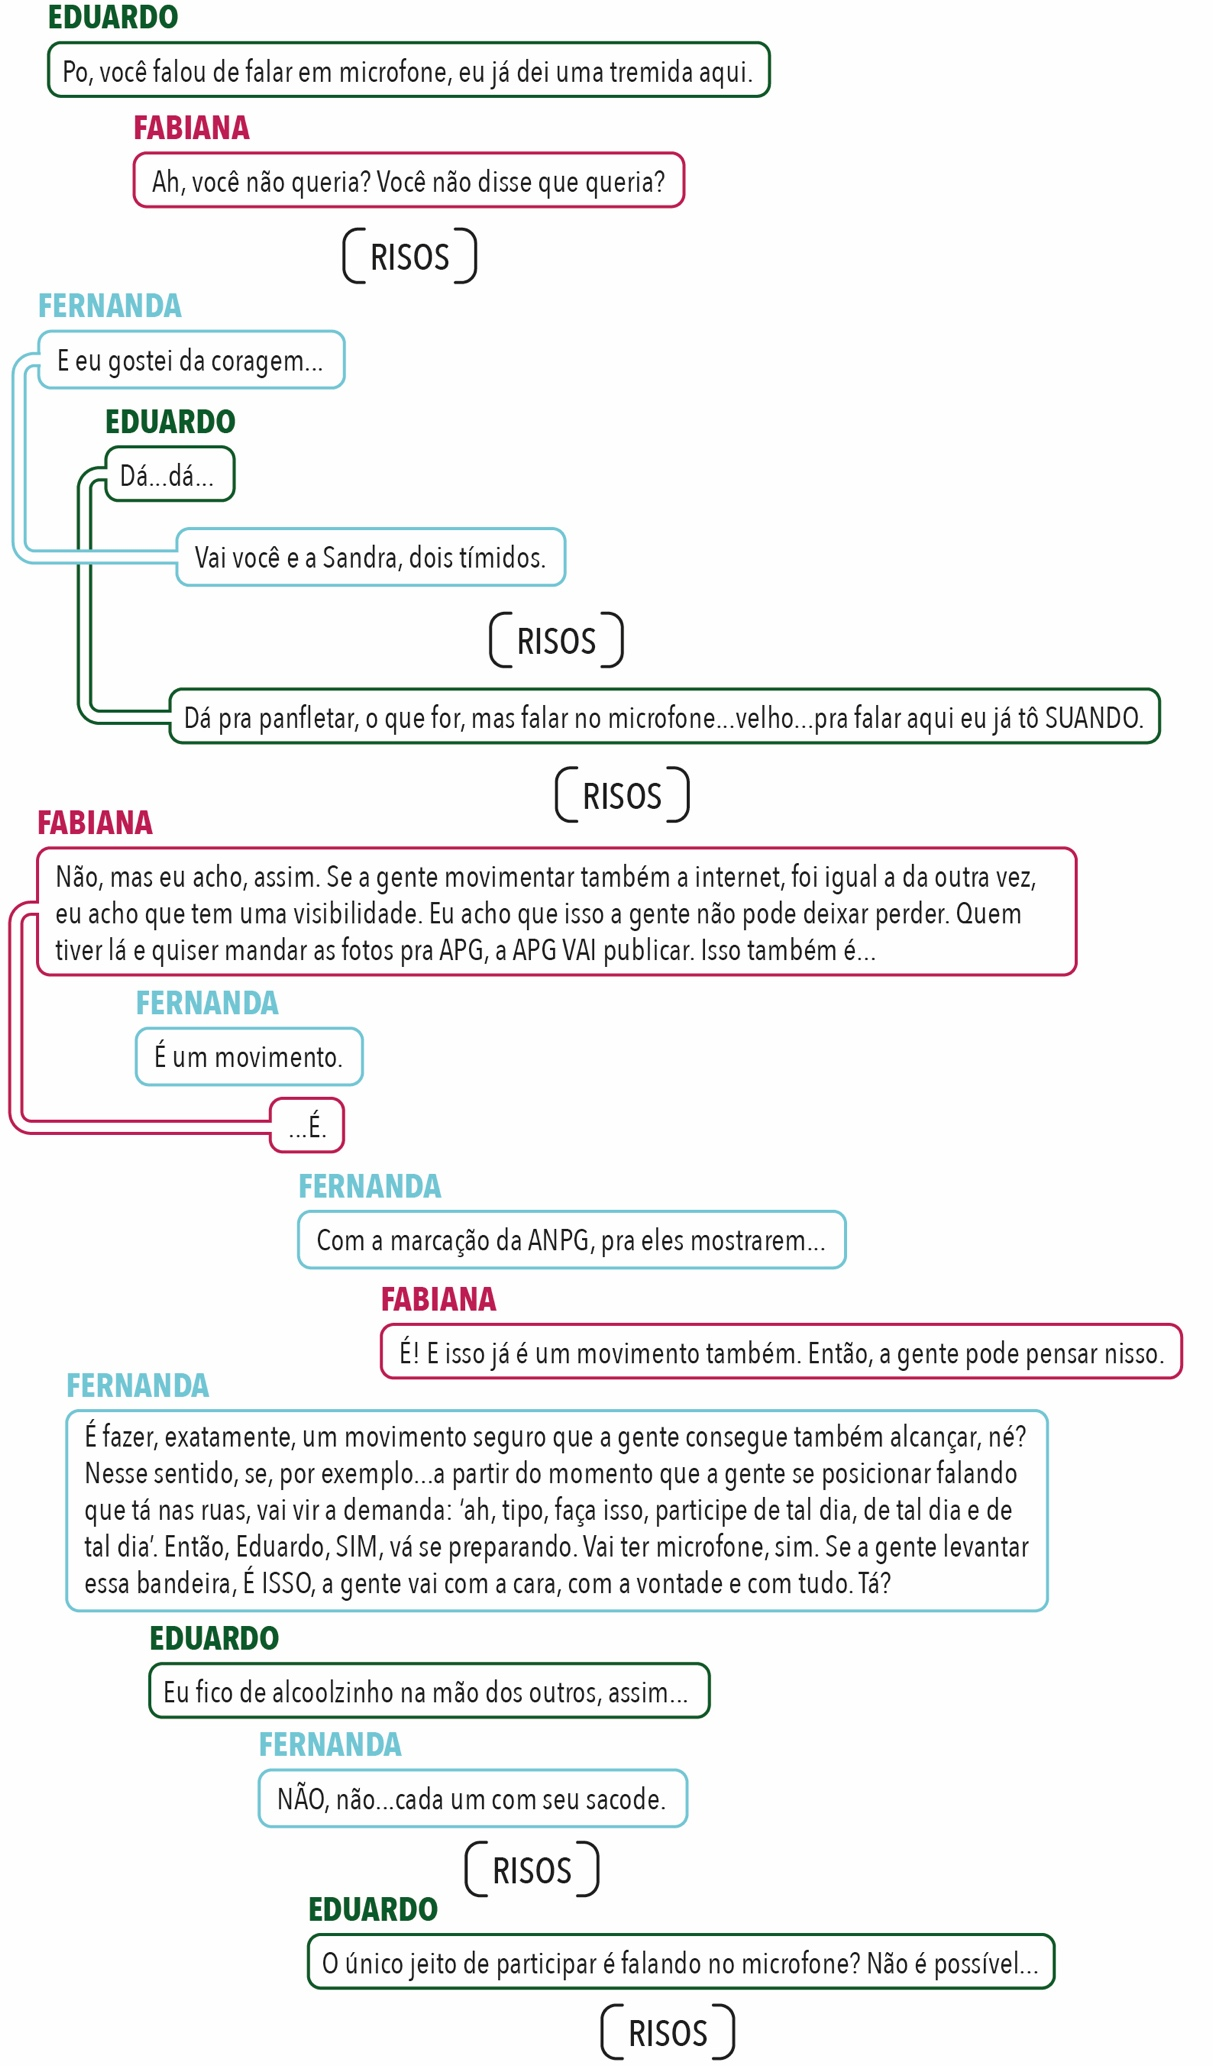 EDUARDO
Po, você falou de falar em microfone, eu já dei uma tremida aqui.
FABIANA
Ah, você não queria? Você não disse que queria?
RISOS
FERNANDA
E eu gostei da coragem...
EDUARDO
Dá...dá...
Vai você e a Sandra, dois tímidos.
RISOS
Dá pra panfletar, o que for, mas falar no microfone...velho...pra falar aqui eu já tô SUANDO.
RISOS
FABIANA
Não, mas eu acho, assim. Se a gente movimentar também a internet, foi igual a da outra vez,
eu acho que tem uma visibilidade. Eu acho que isso a gente não pode deixar perder. Quem
tiver lá e quiser mandar as fotos pra APG, a APG VAI publicar. Isso também é...
FERNANDA
É um movimento.
...É.
FERNANDA
Com a marcação da ANPG, pra eles mostrarem...
FABIANA
É! E isso já é um movimento também. Então, a gente pode pensar nisso.
FERNANDA
É fazer, exatamente, um movimento seguro que a gente consegue também alcançar, né?
Nesse sentido, se, por exemplo...a partir do momento que a gente se posicionar falando
que tá nas ruas, vai vir a demanda: ‘ah, tipo, faça isso, participe de tal dia, de tal dia e de
tal dia’. Então, Eduardo, SIM, vá se preparando. Vai ter microfone, sim. Se a gente levantar
essa bandeira, É ISSO, a gente vai com a cara, com a vontade e com tudo. Tá?
EDUARDO
Eu fico de alcoolzinho na mão dos outros, assim...
FERNANDA
NÃO, não...cada um com seu sacode.
RISOS
EDUARDO
O único jeito de participar é falando no microfone? Não é possível...
RISOS